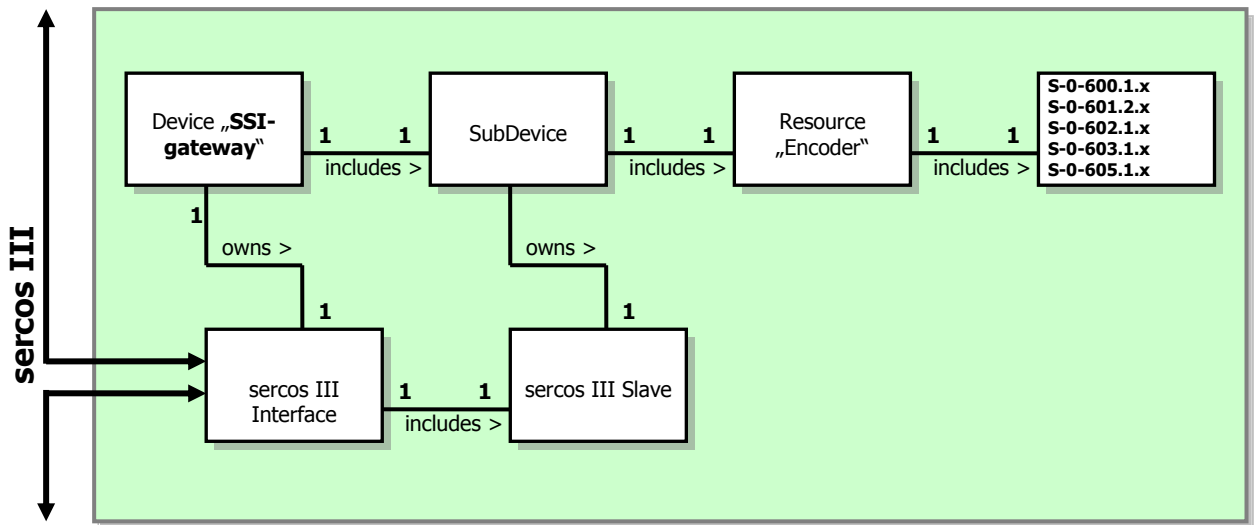 sercos III
Device „SSI-
gateway“
1
1
includes >
SubDevice
1
1
includes >
Resource
„Encoder“
1
1
includes >
S-0-600.1.x
S-0-601.2.x
S-0-602.1.x
S-0-603.1.x
S-0-605.1.x
1
owns >
1
owns >
1
sercos III
Interface
1
1
includes >
sercos III Slave